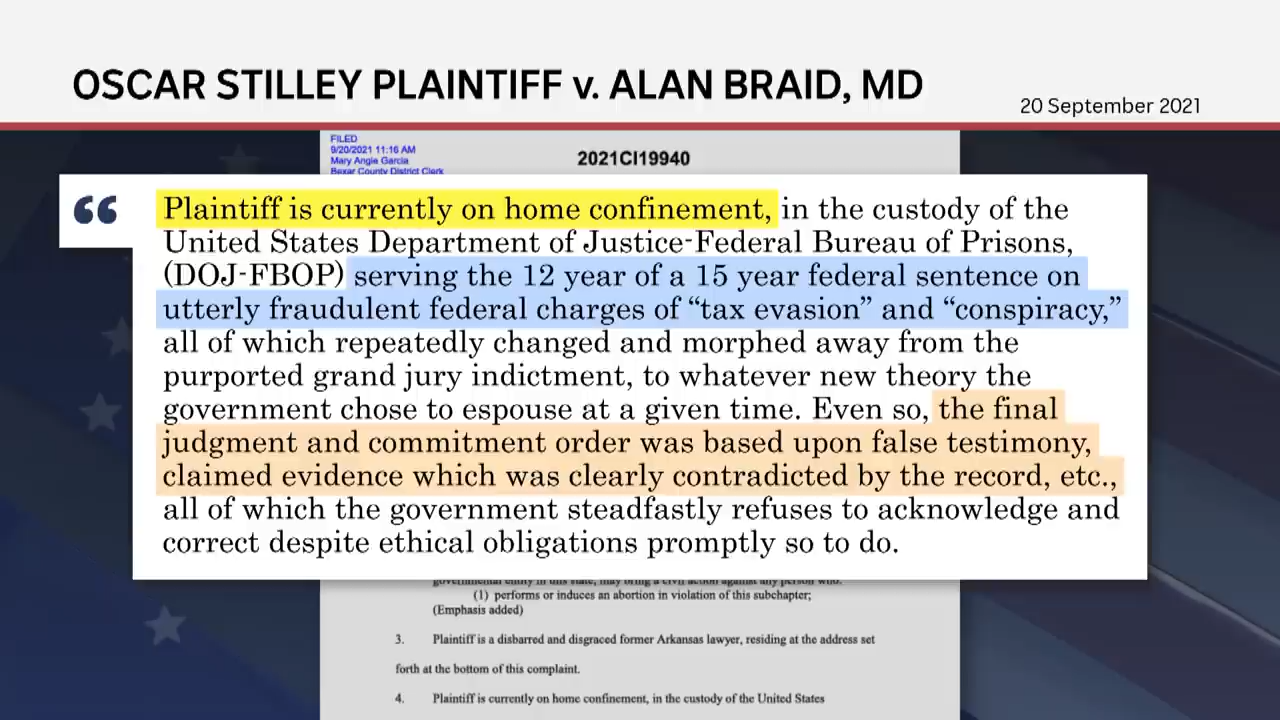 OSCAR STILLEY PLAINTIFF v. ALAN BRAID, MD
20 September 2021
FILED
9/20/2021 11:16 AM
Mary Angie Garcia
Bexar County District Clerk
2021CI19940
“
Plaintiff is currently on home confinement, in the custody of the
United States Department of Justice-Federal Bureau of Prisons,
(DOJ-FBOP) serving the 12 year of a 15 year federal sentence on
utterly fraudulent federal charges of “tax evasion” and “conspiracy,”
all of which repeatedly changed and morphed away from the
purported grand jury indictment, to whatever new theory the
government chose to espouse at a given time. Even so, the final
judgment and commitment order was based upon false testimony,
claimed evidence which was clearly contradicted by the record, etc.,
all of which the government steadfastly refuses to acknowledge and
correct despite ethical obligations promptly so to do.
governmental entity in this state, may bring a civil action against any person who:
(1) performs or induces an abortion in violation of this subchapter;
(Emphasis added)
3. Plaintiff is a disbarred and disgraced former Arkansas lawyer, residing at the address set
forth at the bottom of this complaint.
4. Plaintiff is currently on home confinement, in the custody of the United States